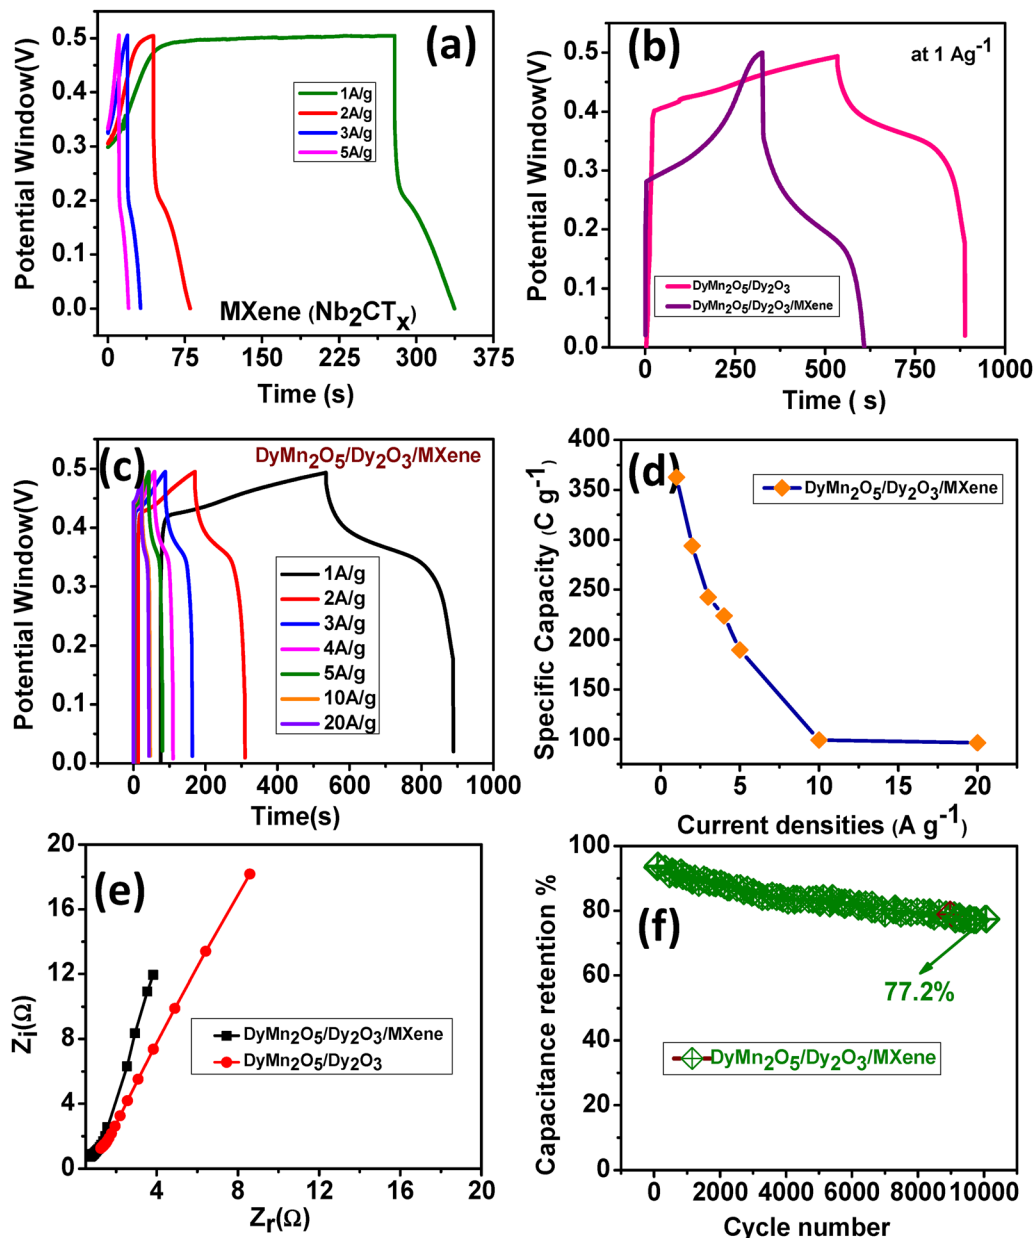 (a)
Potential Window(V)
0.5
0.4
0.3
0.2
0.1
0.0
1A/g
2A/g
3A/g
5A/g
MXene (Nb₂CTₓ)
0 75 150 225 300 375
Time (s)
(b)
at 1 Ag⁻¹
Potential Window(V)
0.5
0.4
0.3
0.2
0.1
0.0
DyMn₂O₅/Dy₂O₃
DyMn₂O₅/Dy₂O₃/MXene
0 250 500 750 1000
Time ( s)
(c)
DyMn₂O₅/Dy₂O₃/MXene
Potential Window(V)
0.5
0.4
0.3
0.2
0.1
0.0
1A/g
2A/g
3A/g
4A/g
5A/g
10A/g
20A/g
0 200 400 600 800 1000
Time(s)
(d)
DyMn₂O₅/Dy₂O₃/MXene
Specific Capacity (C g⁻¹)
400
350
300
250
200
150
100
0 5 10 15 20
Current densities (A g⁻¹)
(e)
Zᵢ(Ω)
20
16
12
8
4
0
DyMn₂O₅/Dy₂O₃/MXene
DyMn₂O₅/Dy₂O₃
4 8 12 16 20
Zᵣ(Ω)
(f)
Capacitance retention %
100
80
60
40
20
0
77.2%
DyMn₂O₅/Dy₂O₃/MXene
0 2000 4000 6000 8000 10000
Cycle number